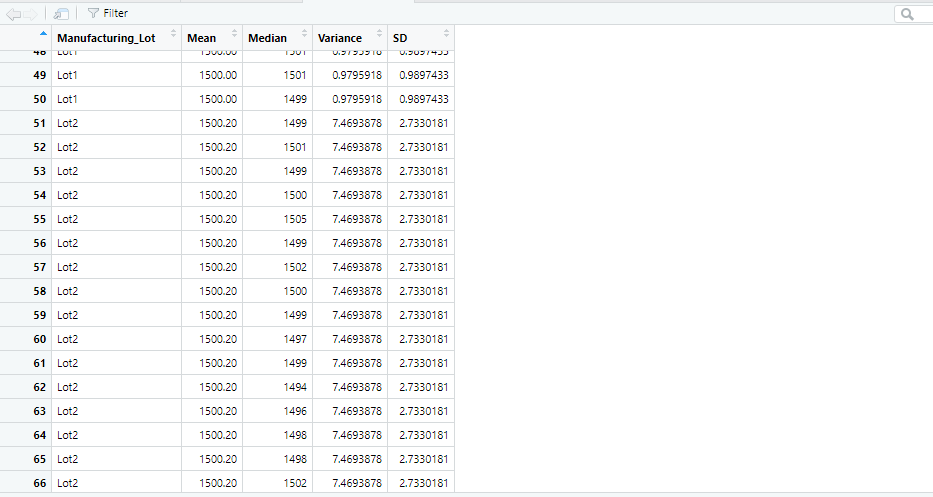 Filter
Manufacturing_Lot Mean Median Variance SD
48 Lot1 1500.00 1501 0.9795918 0.9897433
49 Lot1 1500.00 1501 0.9795918 0.9897433
50 Lot1 1500.00 1499 0.9795918 0.9897433
51 Lot2 1500.20 1499 7.4693878 2.7330181
52 Lot2 1500.20 1501 7.4693878 2.7330181
53 Lot2 1500.20 1499 7.4693878 2.7330181
54 Lot2 1500.20 1500 7.4693878 2.7330181
55 Lot2 1500.20 1505 7.4693878 2.7330181
56 Lot2 1500.20 1499 7.4693878 2.7330181
57 Lot2 1500.20 1502 7.4693878 2.7330181
58 Lot2 1500.20 1500 7.4693878 2.7330181
59 Lot2 1500.20 1499 7.4693878 2.7330181
60 Lot2 1500.20 1497 7.4693878 2.7330181
61 Lot2 1500.20 1499 7.4693878 2.7330181
62 Lot2 1500.20 1494 7.4693878 2.7330181
63 Lot2 1500.20 1496 7.4693878 2.7330181
64 Lot2 1500.20 1498 7.4693878 2.7330181
65 Lot2 1500.20 1498 7.4693878 2.7330181
66 Lot2 1500.20 1502 7.4693878 2.7330181